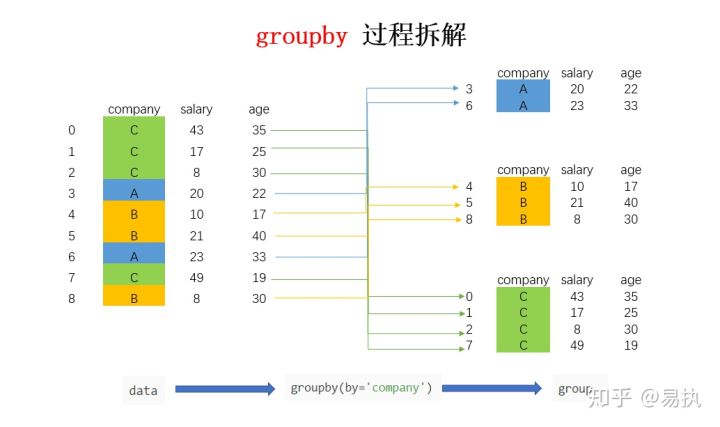 groupby 过程拆解
company salary age
0 C 43 35
1 C 17 25
2 C 8 30
3 A 20 22
4 B 10 17
5 B 21 40
6 A 23 33
7 C 49 19
8 B 8 30
company salary age
3 A 20 22
6 A 23 33
company salary age
4 B 10 17
5 B 21 40
8 B 8 30
company salary age
0 C 43 35
1 C 17 25
2 C 8 30
7 C 49 19
data groupby(by='company') group
知乎 @易执